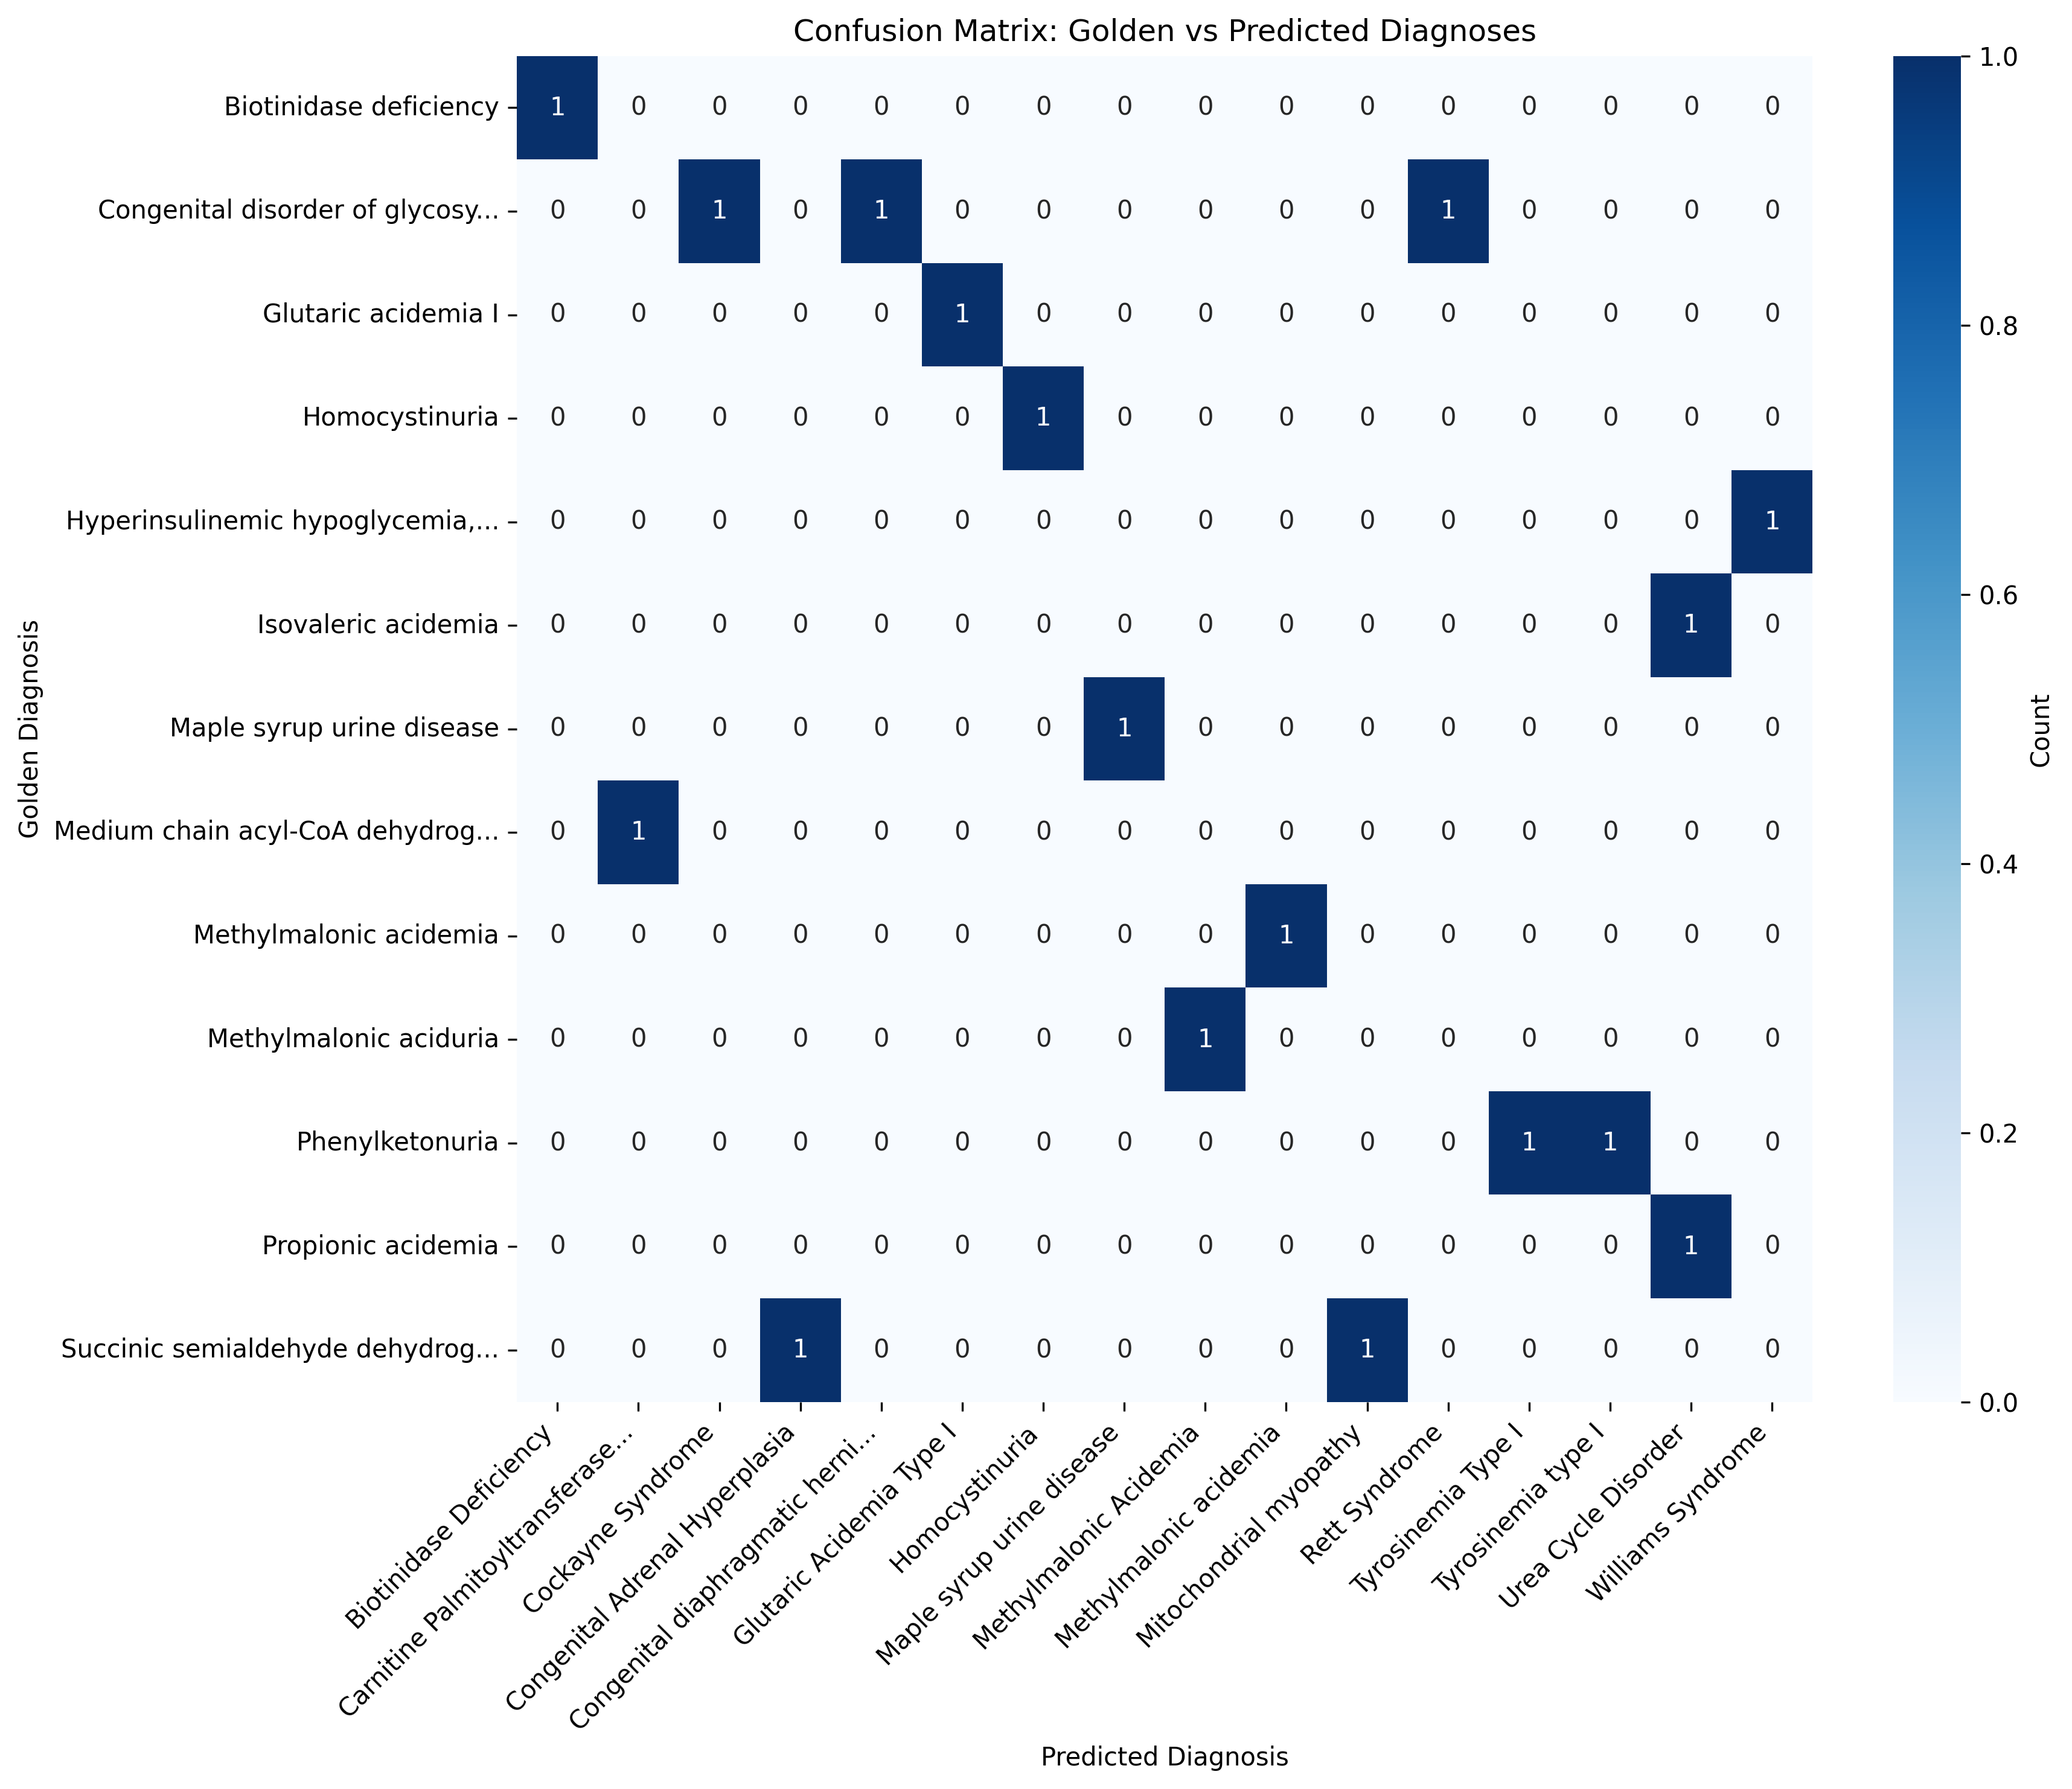 Confusion Matrix: Golden vs Predicted Diagnoses
Golden Diagnosis
Biotinidase deficiency 1 0 0 0 0 0 0 0 0 0 0 0 0 0 0 0
Congenital disorder of glycosy... 0 0 1 0 1 0 0 0 0 0 0 1 0 0 0 0
Glutaric acidemia I 0 0 0 0 0 1 0 0 0 0 0 0 0 0 0 0
Homocystinuria 0 0 0 0 0 0 1 0 0 0 0 0 0 0 0 0
Hyperinsulinemic hypoglycemia,... 0 0 0 0 0 0 0 0 0 0 0 0 0 0 0 1
Isovaleric acidemia 0 0 0 0 0 0 0 0 0 0 0 0 0 0 1 0
Maple syrup urine disease 0 0 0 0 0 0 0 1 0 0 0 0 0 0 0 0
Medium chain acyl-CoA dehydrog... 0 1 0 0 0 0 0 0 0 0 0 0 0 0 0 0
Methylmalonic acidemia 0 0 0 0 0 0 0 0 0 1 0 0 0 0 0 0
Methylmalonic aciduria 0 0 0 0 0 0 0 0 1 0 0 0 0 0 0 0
Phenylketonuria 0 0 0 0 0 0 0 0 0 0 0 0 1 1 0 0
Propionic acidemia 0 0 0 0 0 0 0 0 0 0 0 0 0 0 1 0
Succinic semialdehyde dehydrog... 0 0 0 1 0 0 0 0 0 0 1 0 0 0 0 0
Biotinidase Deficiency
Carnitine Palmitoyltransferase...
Cockayne Syndrome
Congenital Adrenal Hyperplasia
Congenital diaphragmatic herni...
Glutaric Acidemia Type I
Homocystinuria
Maple syrup urine disease
Methylmalonic Acidemia
Methylmalonic acidemia
Mitochondrial myopathy
Rett Syndrome
Tyrosinemia Type I
Tyrosinemia type I
Urea Cycle Disorder
Williams Syndrome
Predicted Diagnosis
1.0
0.8
0.6
0.4
0.2
0.0
Count